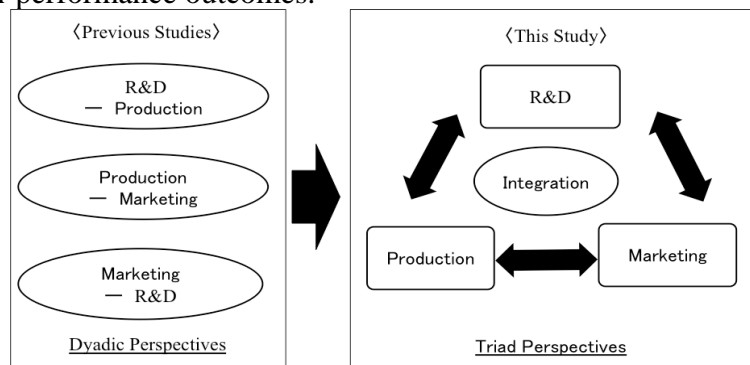 performance outcomes.
〈Previous Studies〉
R&D
— Production
Production
— Marketing
Marketing
— R&D
Dyadic Perspectives
〈This Study〉
R&D
Integration
Production
Marketing
Triad Perspectives